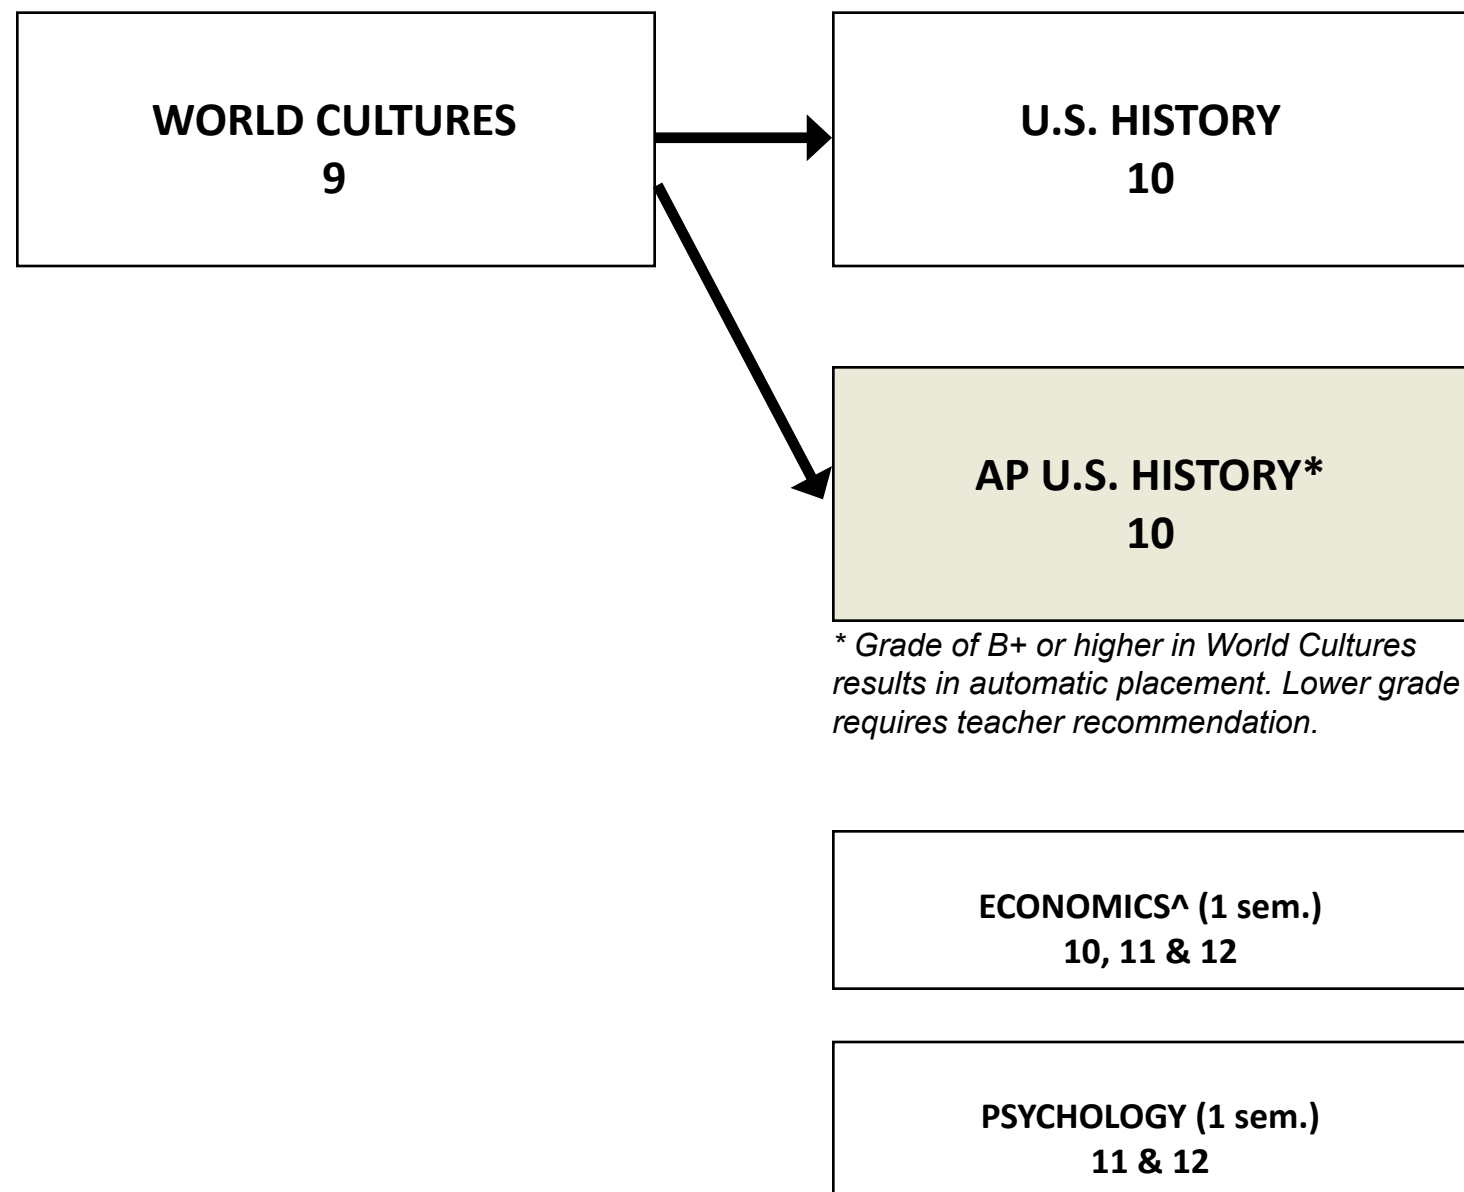 WORLD CULTURES
9
U.S. HISTORY
10
AP U.S. HISTORY*
10
* Grade of B+ or higher in World Cultures
results in automatic placement. Lower grade
requires teacher recommendation.
ECONOMICS^ (1 sem.)
10, 11 & 12
PSYCHOLOGY (1 sem.)
11 & 12